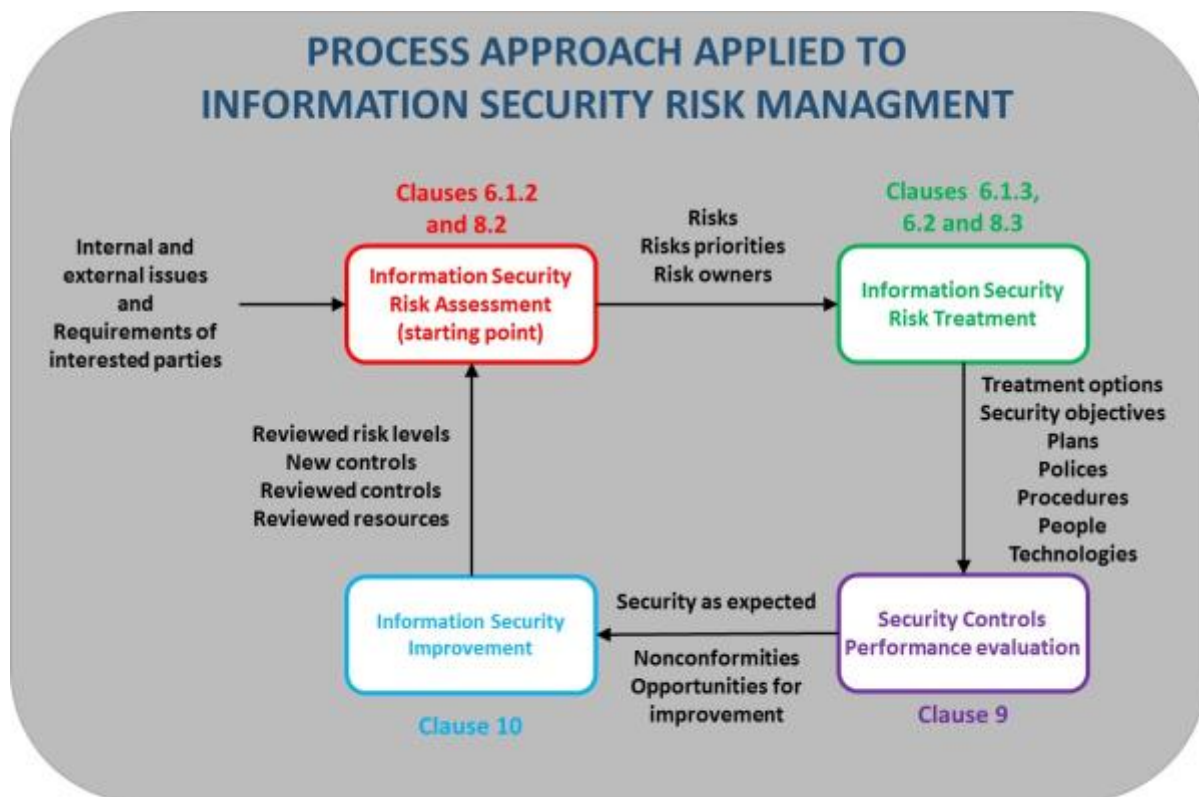 PROCESS APPROACH APPLIED TO
INFORMATION SECURITY RISK MANAGMENT
Clauses 6.1.2
and 8.2
Clauses 6.1.3,
6.2 and 8.3
Internal and
external issues
and
Requirements of
interested parties
Information Security
Risk Assessment
(starting point)
Risks
Risks priorities
Risk owners
Information Security
Risk Treatment
Treatment options
Security objectives
Plans
Polices
Procedures
People
Technologies
Reviewed risk levels
New controls
Reviewed controls
Reviewed resources
Information Security
Improvement
Security as expected
Nonconformities
Opportunities for
improvement
Security Controls
Performance evaluation
Clause 10
Clause 9